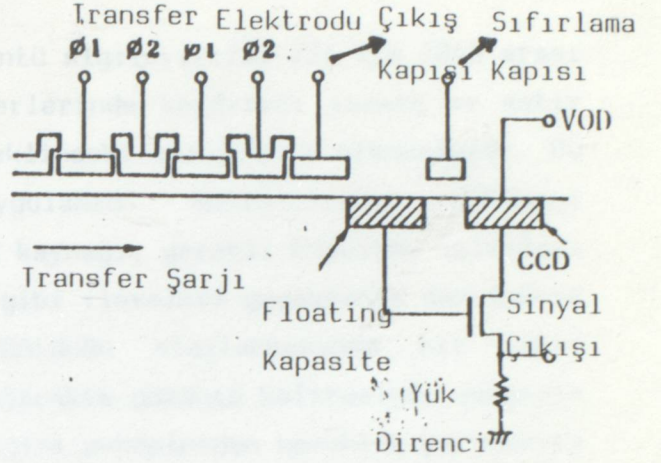 Transfer Elektrodu Çıkış Sıfırlama
Ø1 Ø2 φ1 Ø2
Kapısı Kapısı
VOD
CCD
Transfer Şarjı
Floating
Kapasite
Sinyal
Çıkışı
Yük
Direnci